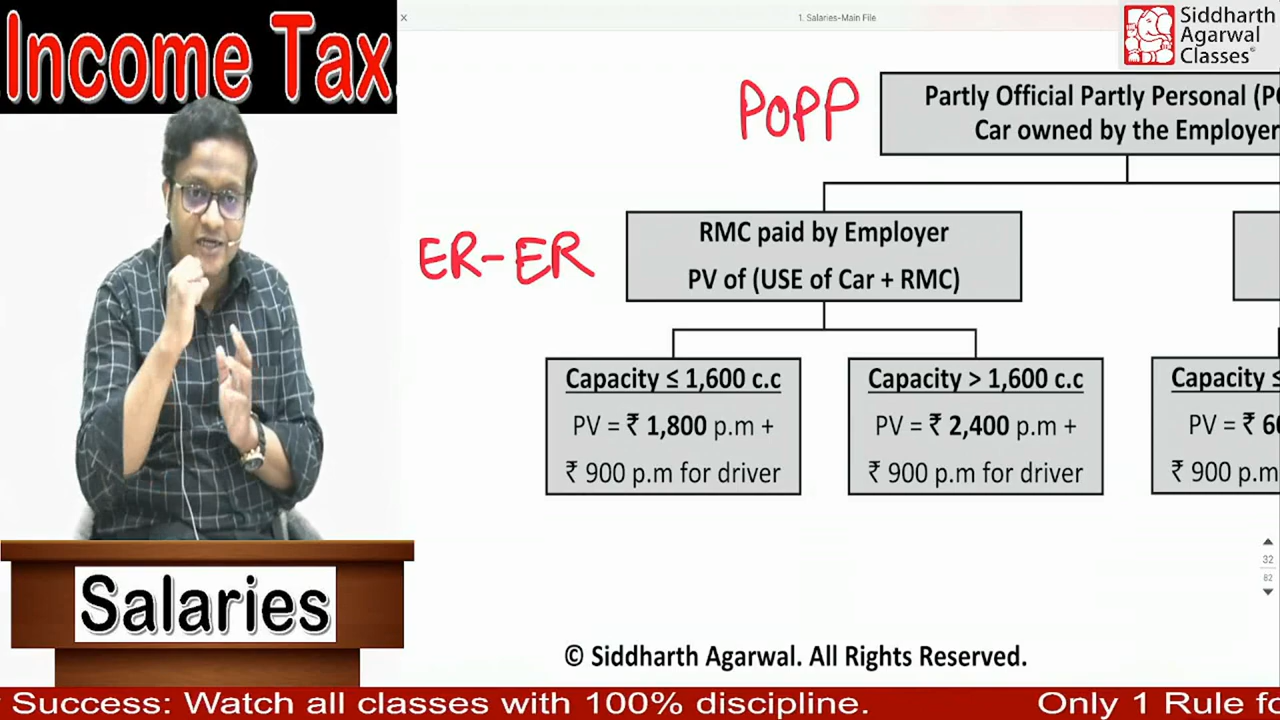 Income Tax
1. Salaries-Main File
Siddharth
Agarwal
Classes
POPP
Partly Official Partly Personal (P
Car owned by the Employer
ER-ER
RMC paid by Employer
PV of (USE of Car + RMC)
Capacity ≤ 1,600 c.c
PV = ₹ 1,800 p.m +
₹ 900 p.m for driver
Capacity > 1,600 c.c
PV = ₹ 2,400 p.m +
₹ 900 p.m for driver
Capacity ≤
PV = ₹ 6
₹ 900 p.m
32
82
Salaries
© Siddharth Agarwal. All Rights Reserved.
Success: Watch all classes with 100% discipline.
Only 1 Rule fo